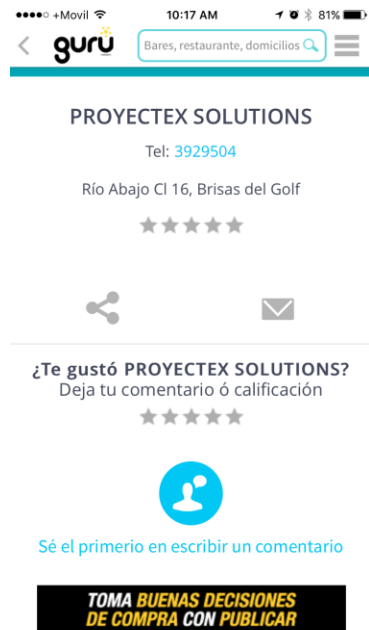 +Movil 10:17 AM 81%
gurú Bares, restaurante, domicilios
PROYECTEX SOLUTIONS
Tel: 3929504
Río Abajo Cl 16, Brisas del Golf
¿Te gustó PROYECTEX SOLUTIONS?
Deja tu comentario ó calificación
Sé el primerio en escribir un comentario
TOMA BUENAS DECISIONES
DE COMPRA CON PUBLICAR